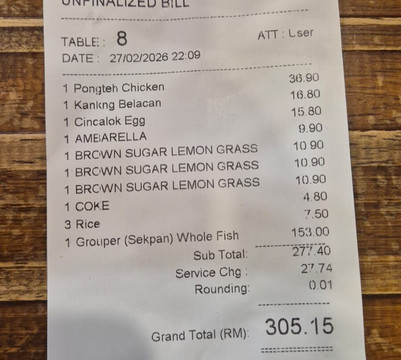 UNFINALIZED BILL
TABLE : 8 ATT : User
DATE : 27/02/2026 22:09
1 Pongteh Chicken 36.90
1 Kankng Belacan 16.80
1 Cincalok Egg 15.80
1 AMBARELLA 9.90
1 BROWN SUGAR LEMON GRASS 10.90
1 BROWN SUGAR LEMON GRASS 10.90
1 BROWN SUGAR LEMON GRASS 10.90
1 COKE 4.80
3 Rice 7.50
1 Grouper (Sekpan) Whole Fish 153.00
Sub Total: 277.40
Service Chg : 27.74
Rounding: 0.01
Grand Total (RM): 305.15